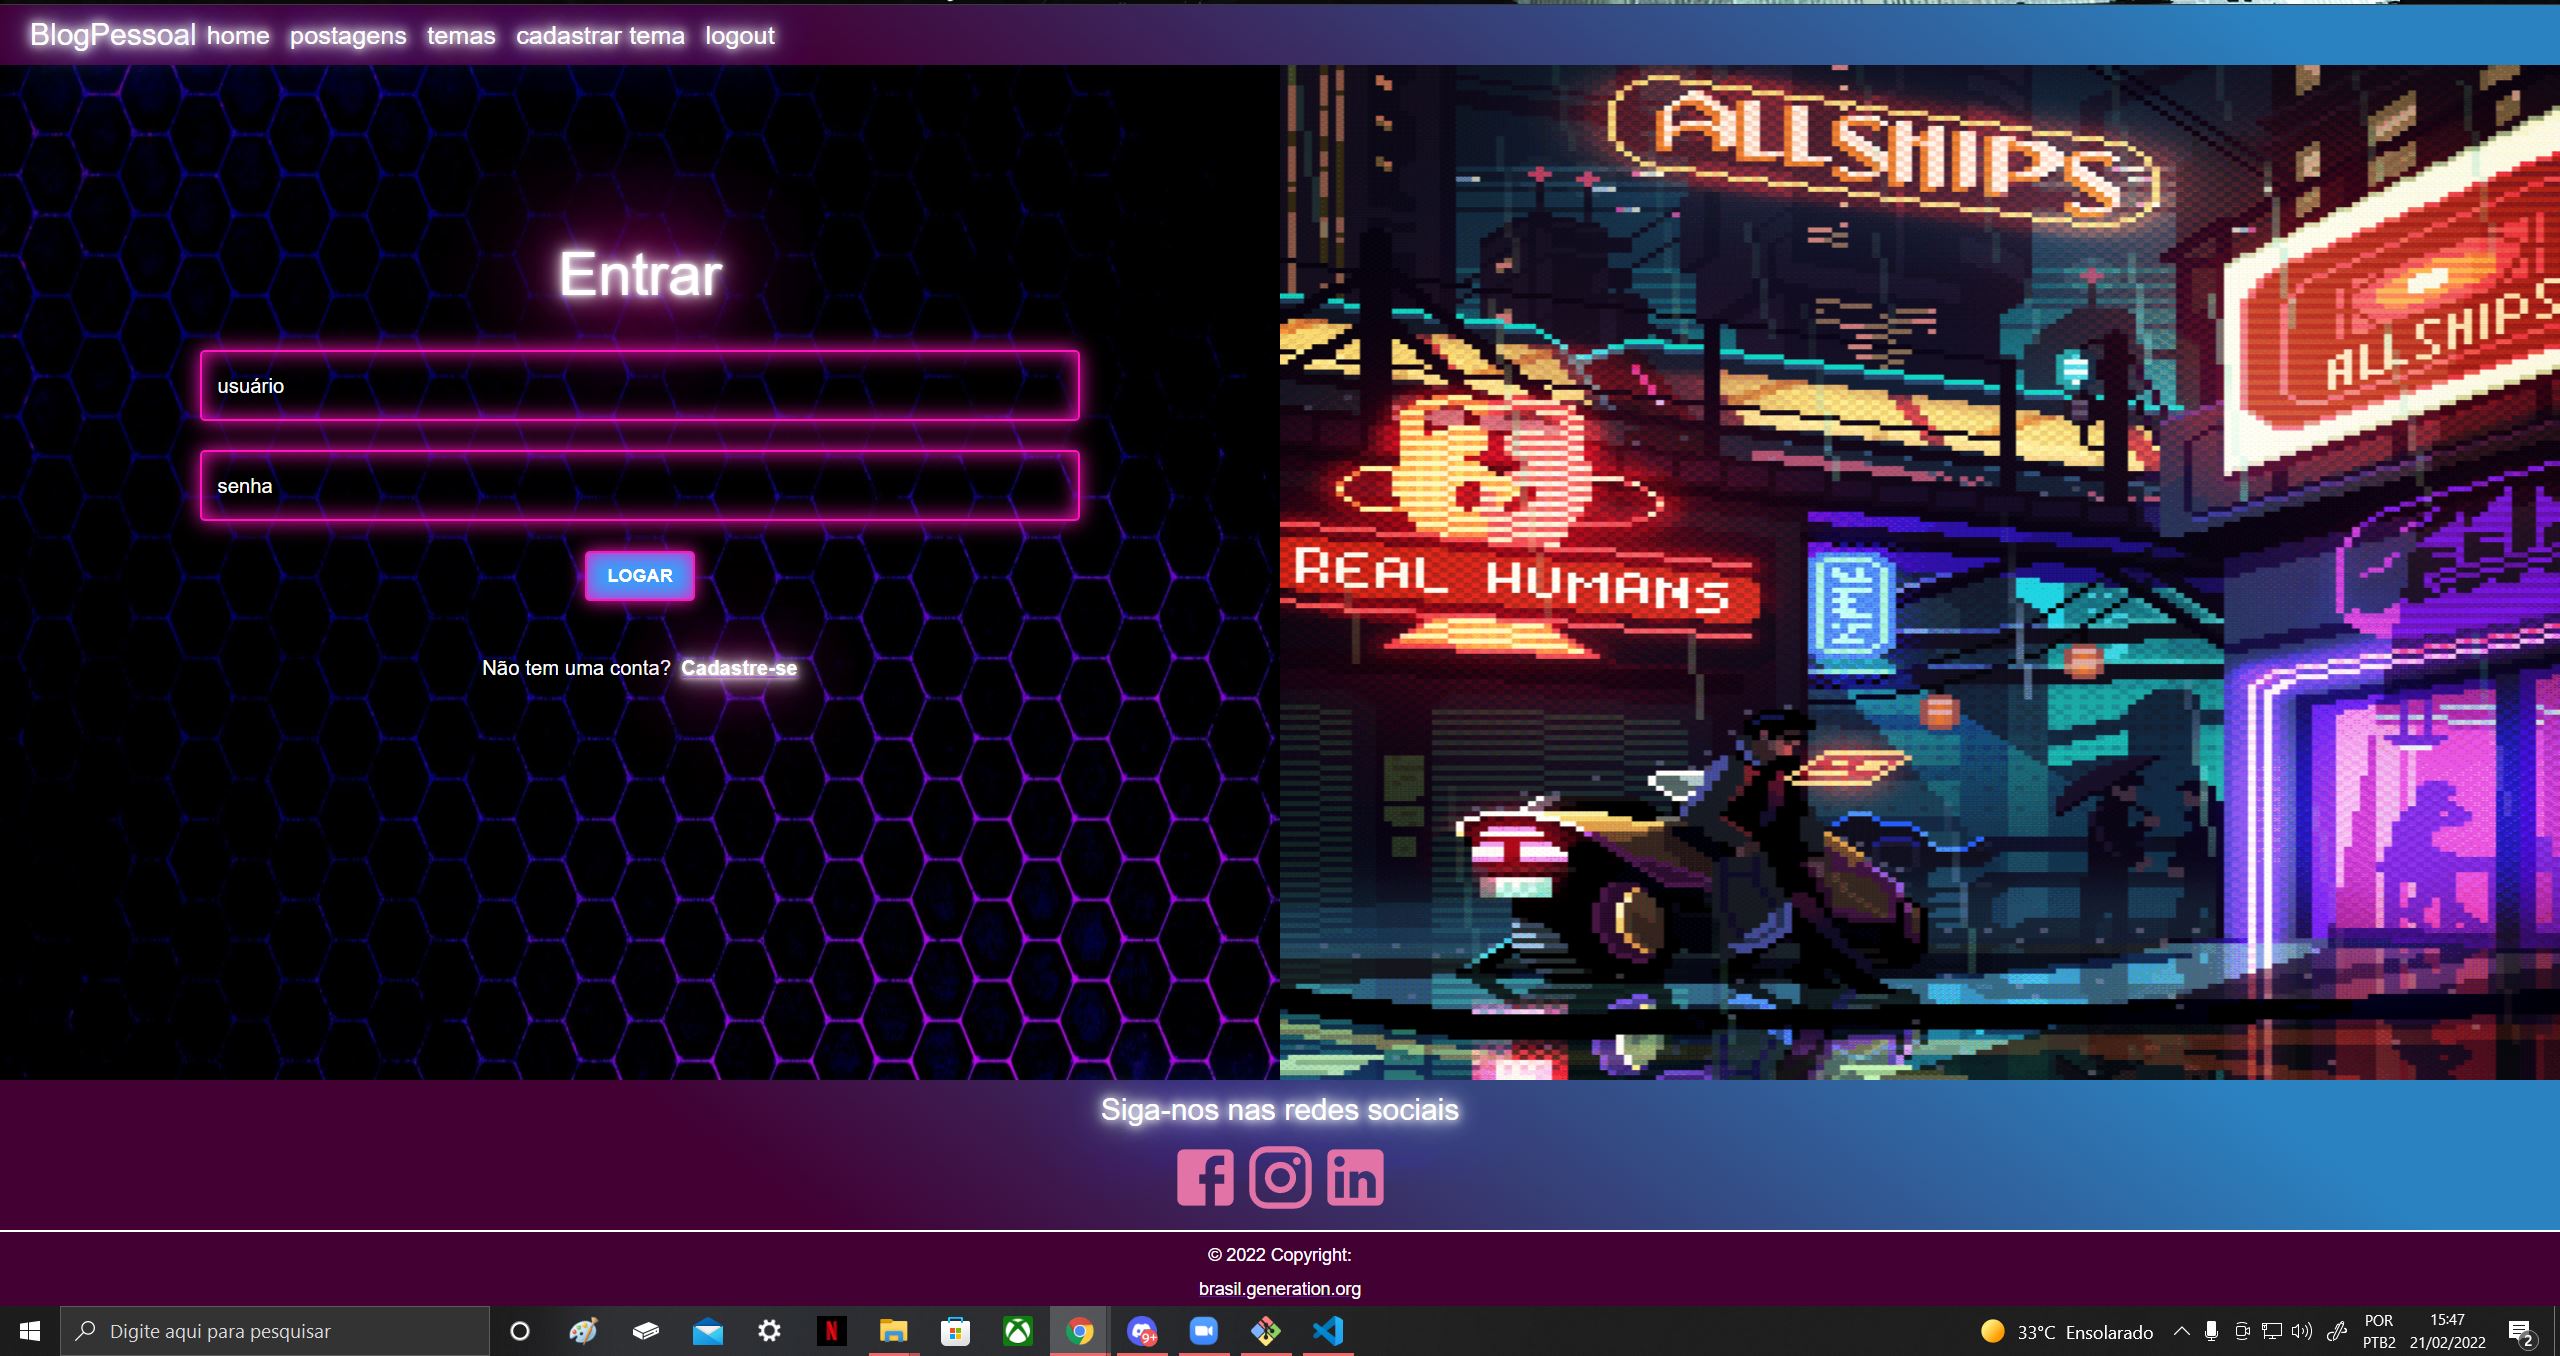 BlogPessoal home postagens temas cadastrar tema logout
ALLSHIPS
ALLSHIPS
Entrar
usuário
senha
REAL HUMANS
LOGAR
Não tem uma conta? Cadastre-se
Siga-nos nas redes sociais
© 2022 Copyright:
brasil.generation.org
Digite aqui para pesquisar
9+
33°C Ensolarado
POR
PTB2
15:47
21/02/2022
2